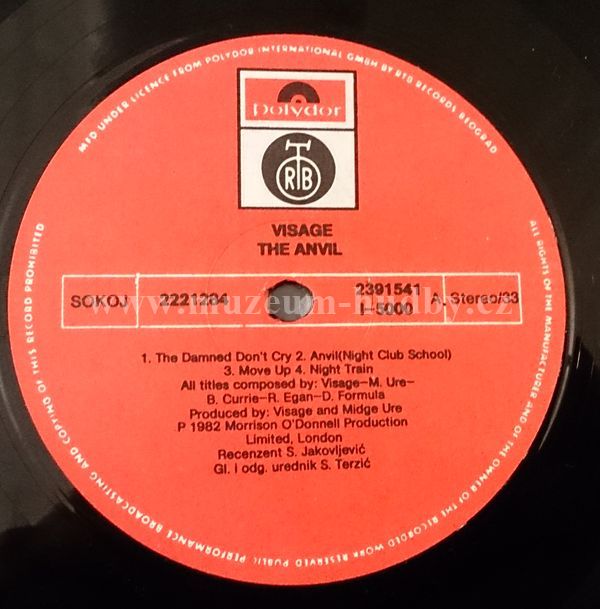 MFD UNDER LICENCE FROM POLYDOR INTERNATIONAL GMBH BY RTB RECORDS BEOGRAD
polydor
RTB
VISAGE
THE ANVIL
SOKOJ 2221284 2391541 A, Stereo/33
I-5000
www.muzeum-hudby.cz
1. The Damned Don't Cry 2. Anvil(Night Club School)
3. Move Up 4. Night Train
All titles composed by: Visage-M. Ure-
B. Currie-R. Egan-D. Formula
Produced by: Visage and Midge Ure
P 1982 Morrison O'Donnell Production
Limited, London
Recenzent S. Jakovljević
Gl. i odg. urednik S. Terzić
ALL RIGHTS OF THE MANUFACTURER AND OF THE OWNER OF THE RECORDED WORK RESERVED PUBLIC PERFORMANCE BROADCASTING AND COPYING OF THIS RECORD PROHIBITED